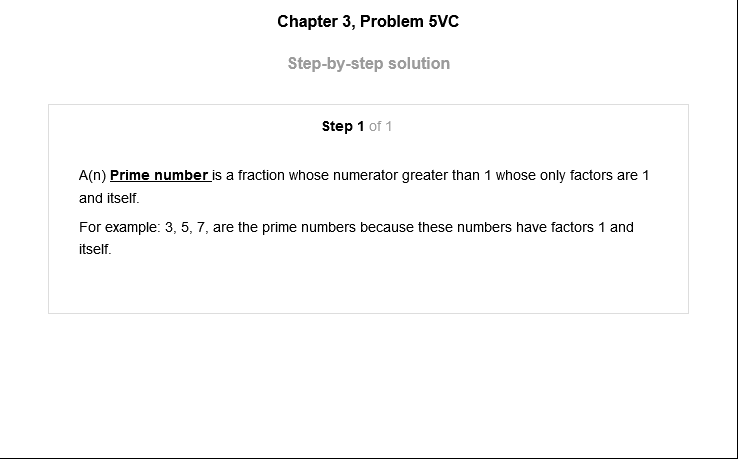 Chapter 3, Problem 5VC
Step-by-step solution
Step 1 of 1
A(n) Prime number is a fraction whose numerator greater than 1 whose only factors are 1
and itself.
For example: 3, 5, 7, are the prime numbers because these numbers have factors 1 and
itself.